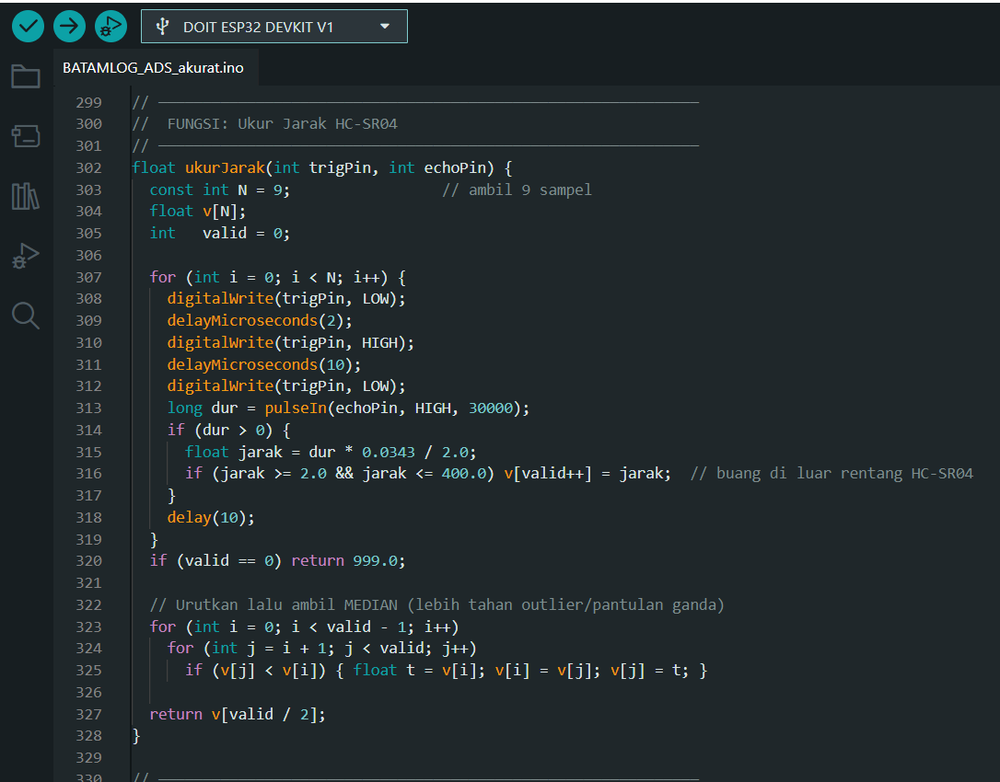 DOIT ESP32 DEVKIT V1
BATAMLOG_ADS_akurat.ino
299 // ─────────────────────────────────────────────────────────────
300 //  FUNGSI: Ukur Jarak HC-SR04
301 // ─────────────────────────────────────────────────────────────
302 float ukurJarak(int trigPin, int echoPin) {
303   const int N = 9;                 // ambil 9 sampel
304   float v[N];
305   int   valid = 0;
306
307   for (int i = 0; i < N; i++) {
308     digitalWrite(trigPin, LOW);
309     delayMicroseconds(2);
310     digitalWrite(trigPin, HIGH);
311     delayMicroseconds(10);
312     digitalWrite(trigPin, LOW);
313     long dur = pulseIn(echoPin, HIGH, 30000);
314     if (dur > 0) {
315       float jarak = dur * 0.0343 / 2.0;
316       if (jarak >= 2.0 && jarak <= 400.0) v[valid++] = jarak;  // buang di luar rentang HC-SR04
317     }
318     delay(10);
319   }
320   if (valid == 0) return 999.0;
321
322   // Urutkan lalu ambil MEDIAN (lebih tahan outlier/pantulan ganda)
323   for (int i = 0; i < valid - 1; i++)
324     for (int j = i + 1; j < valid; j++)
325       if (v[j] < v[i]) { float t = v[i]; v[i] = v[j]; v[j] = t; }
326
327   return v[valid / 2];
328 }
329
330 // ─────────────────────────────────────────────────────────────